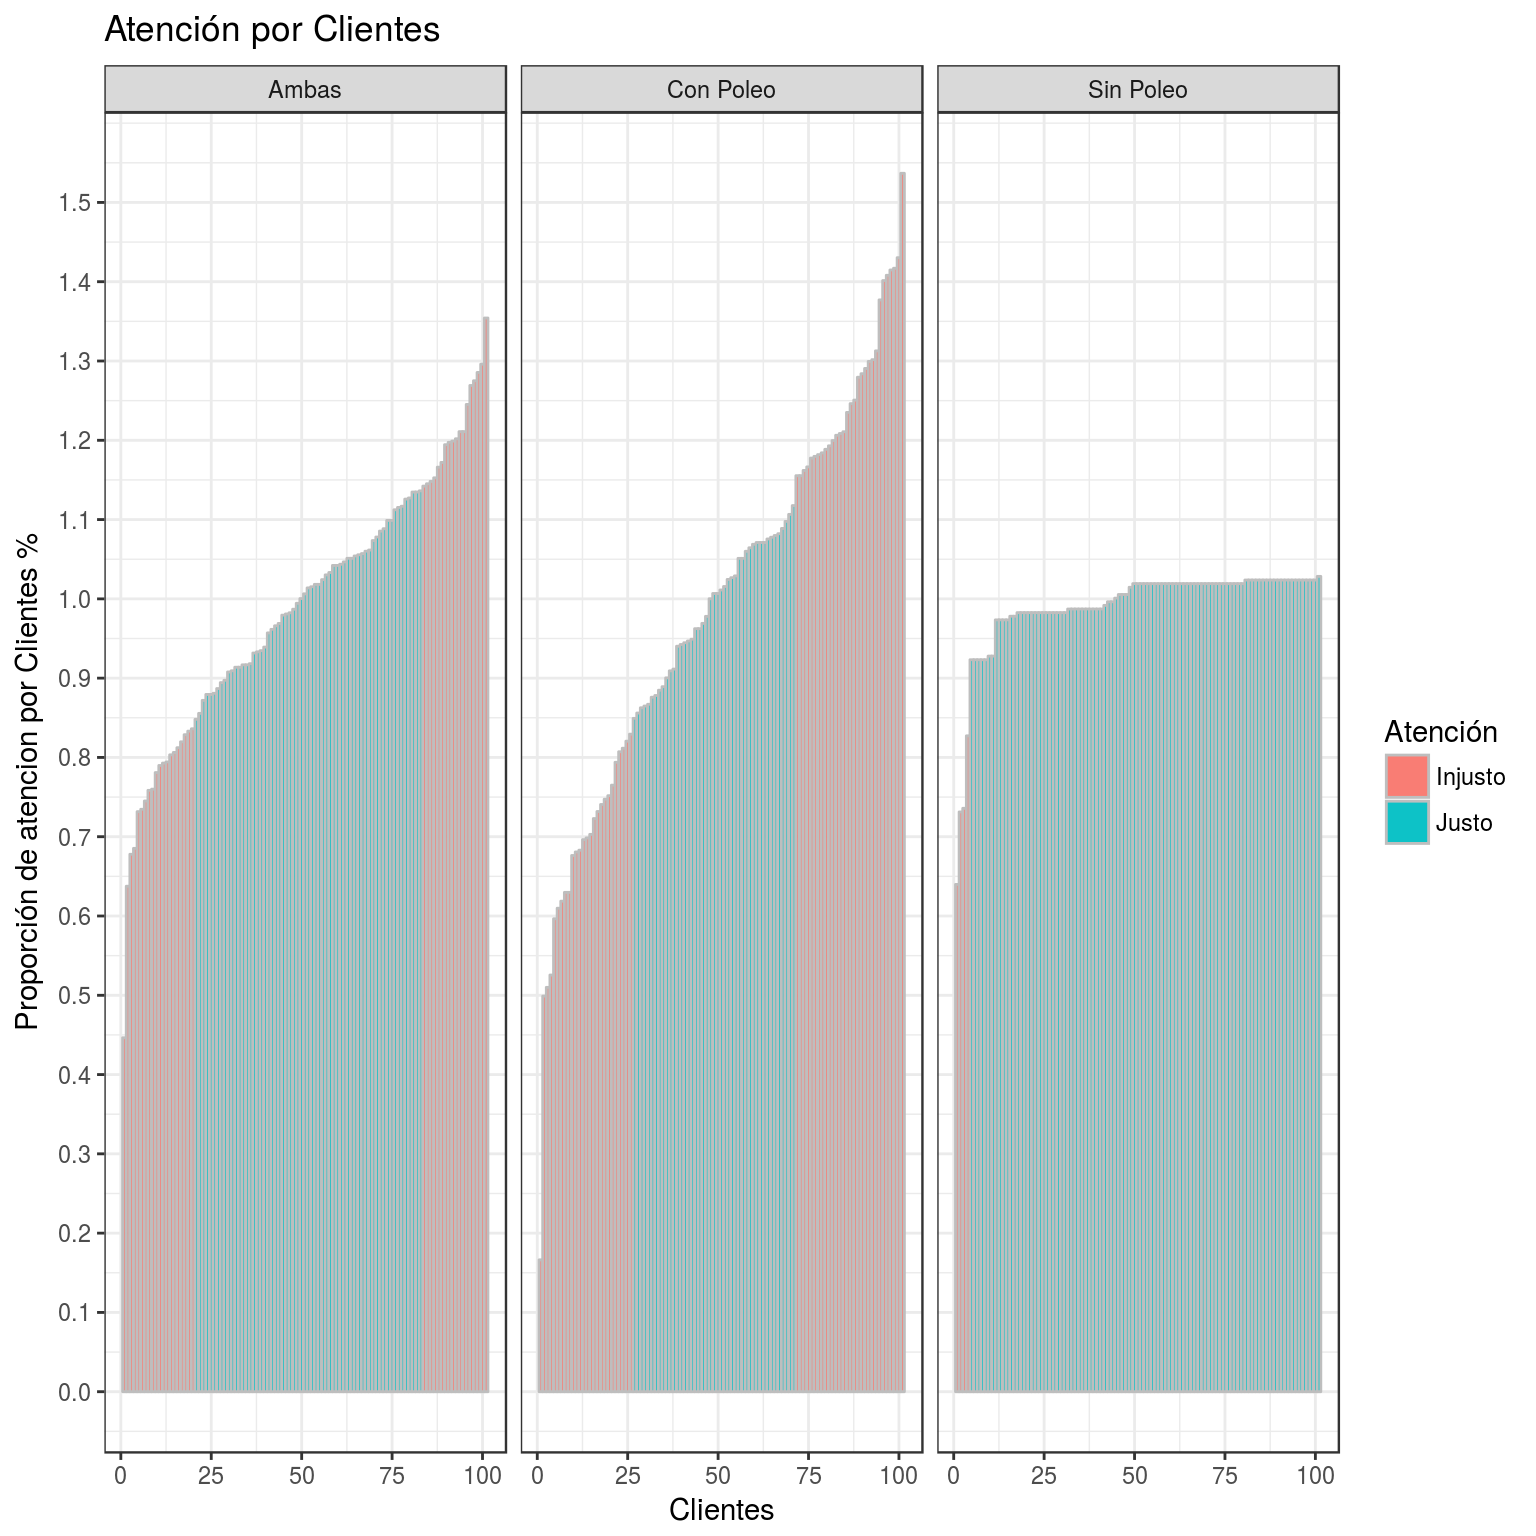 Atención por Clientes
Ambas
Con Poleo
Sin Poleo
Proporción de atencion por Clientes %
1.5
1.4
1.3
1.2
1.1
1.0
0.9
0.8
0.7
0.6
0.5
0.4
0.3
0.2
0.1
0.0
0 25 50 75 100
0 25 50 75 100
0 25 50 75 100
Clientes
Atención
Injusto
Justo